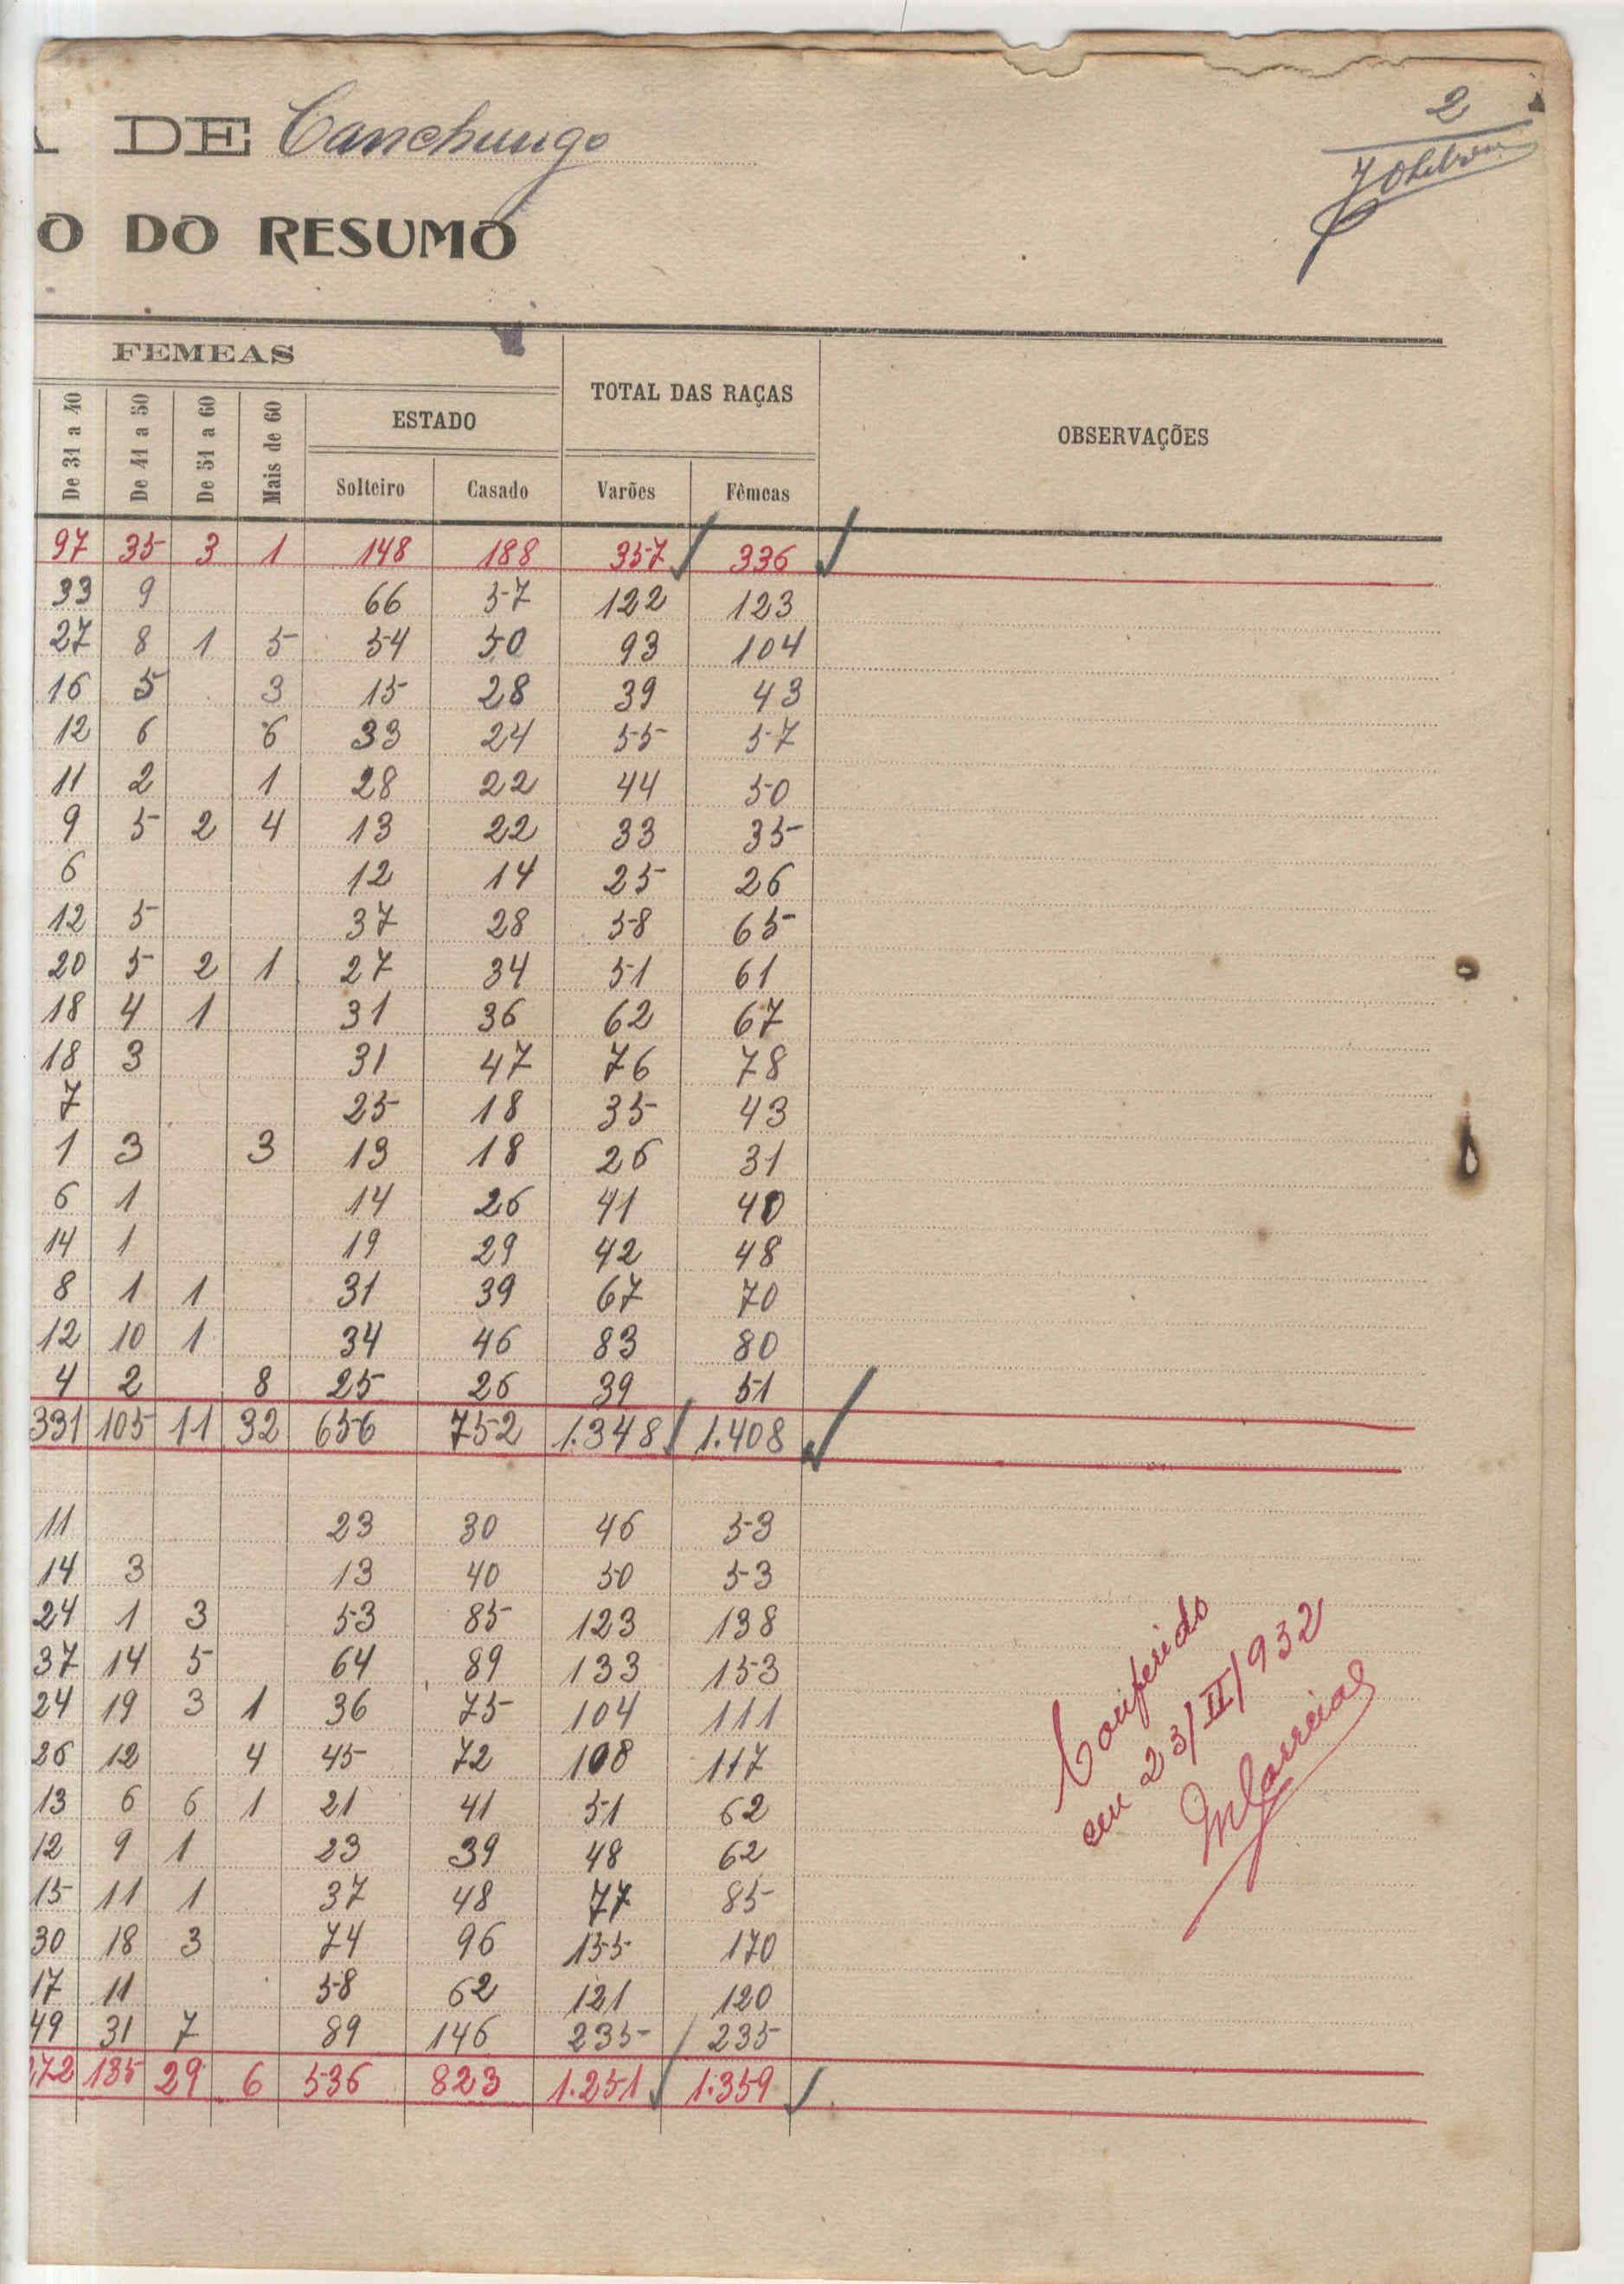 A DE Canchungo
2
O DO RESUMO
FEMEAS
TOTAL DAS RAÇAS
OBSERVAÇÕES
De 31 a 40 De 41 a 50 De 51 a 60 Mais de 60 ESTADO
Solteiro Casado Varões Fêmeas
97 35 3 1 148 188 357 336
33 9 66 57 122 123
27 8 1 5 54 50 93 104
16 5 3 15 28 39 43
12 6 6 33 24 55 57
11 2 1 28 22 44 50
9 5 2 4 13 22 33 35
6 12 14 25 26
12 5 37 28 58 65
20 5 2 1 27 34 51 61
18 4 1 31 36 62 67
18 3 31 47 76 78
7 25 18 35 43
1 3 3 13 18 26 31
6 1 14 26 41 40
14 1 19 29 42 48
8 1 1 31 39 67 70
12 10 1 34 46 83 80
4 2 8 25 26 39 51
331 105 11 32 656 752 1.348 1.408
11 23 30 46 53
14 3 13 40 50 53
24 1 3 53 85 123 138
37 14 5 64 89 133 153
24 19 3 1 36 75 104 111
26 12 4 45 72 108 117
13 6 6 1 21 41 51 62
12 9 1 23 39 48 62
15 11 1 37 48 77 85
30 18 3 74 96 155 170
17 11 58 62 121 120
49 31 7 89 146 235 235
272 135 29 6 536 823 1.251 1.359
Conferido
em 23/II/932